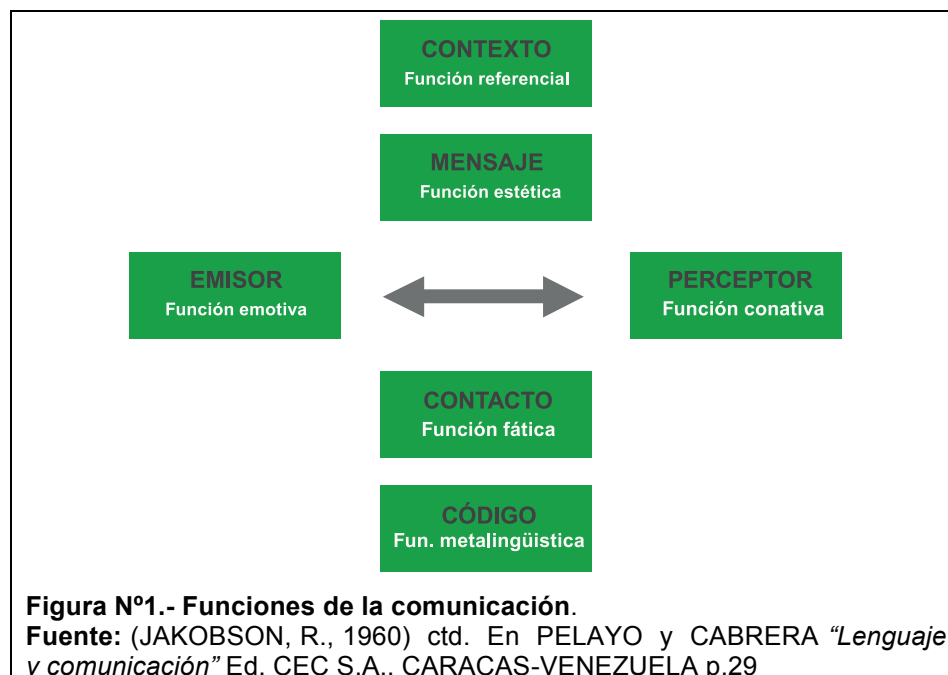 CONTEXTO
Función referencial
MENSAJE
Función estética
EMISOR
Función emotiva
PERCEPTOR
Función conativa
CONTACTO
Función fática
CÓDIGO
Fun. metalingüistica
Figura Nº1.- Funciones de la comunicación.
Fuente: (JAKOBSON, R., 1960) ctd. En PELAYO y CABRERA “Lenguaje
y comunicación” Ed. CEC S.A.. CARACAS-VENEZUELA p.29